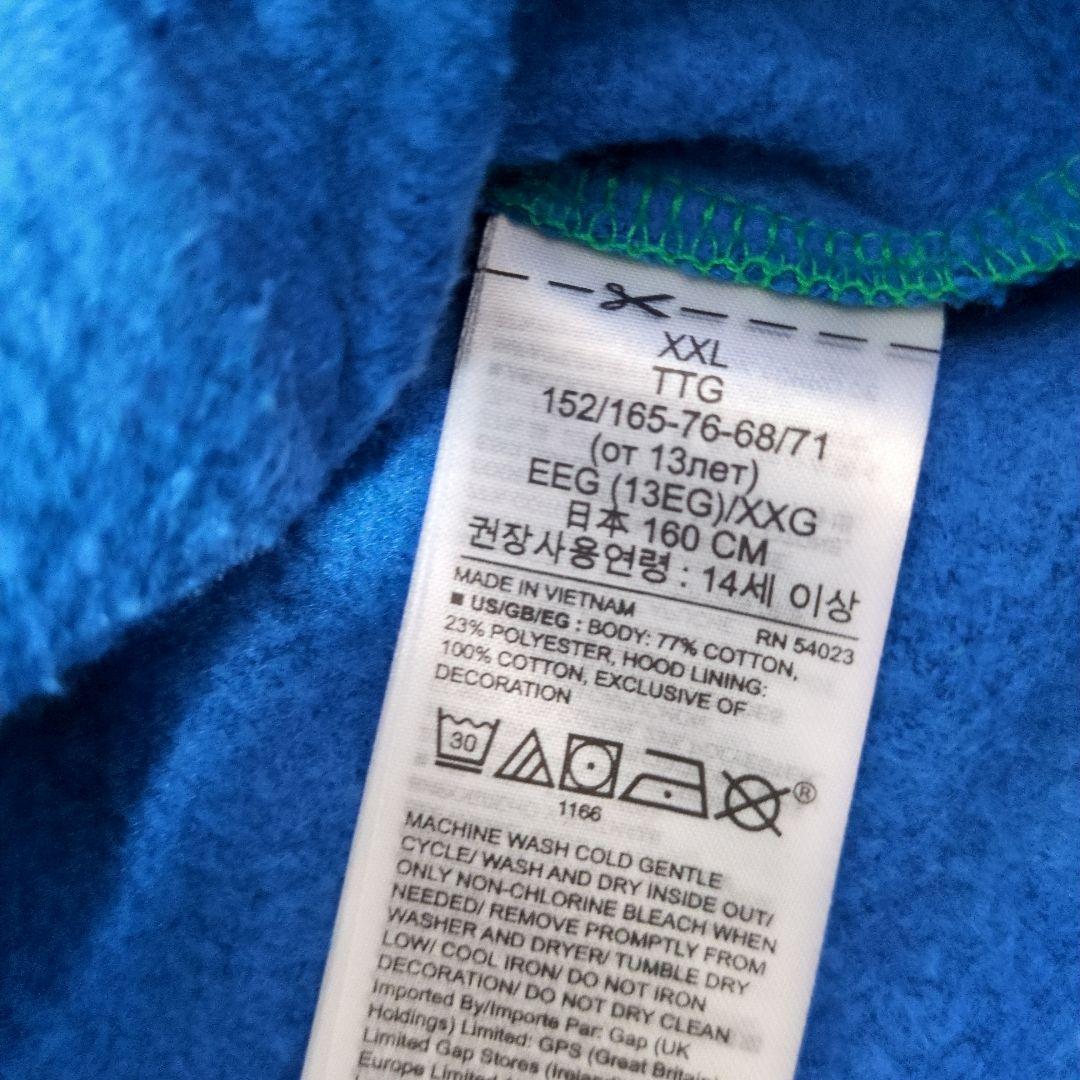 XXL
TTG
152/165-76-68/71
(от 13лет)
EEG (13EG)/XXG
日本 160 CM
권장사용연령 : 14세 이상
MADE IN VIETNAM
RN 54023
■ US/GB/EG : BODY: 77% COTTON,
23% POLYESTER, HOOD LINING:
100% COTTON, EXCLUSIVE OF
DECORATION
30
®
1166
MACHINE WASH COLD GENTLE
CYCLE/ WASH AND DRY INSIDE OUT/
ONLY NON-CHLORINE BLEACH WHEN
NEEDED/ REMOVE PROMPTLY FROM
WASHER AND DRYER/ TUMBLE DRY
LOW/ COOL IRON/ DO NOT IRON
DECORATION/ DO NOT DRY CLEAN
Imported By/Importe Par: Gap (UK
Holdings) Limited: GPS (Great Britain)
Limited Gap Stores (Ireland)
Europe Limited